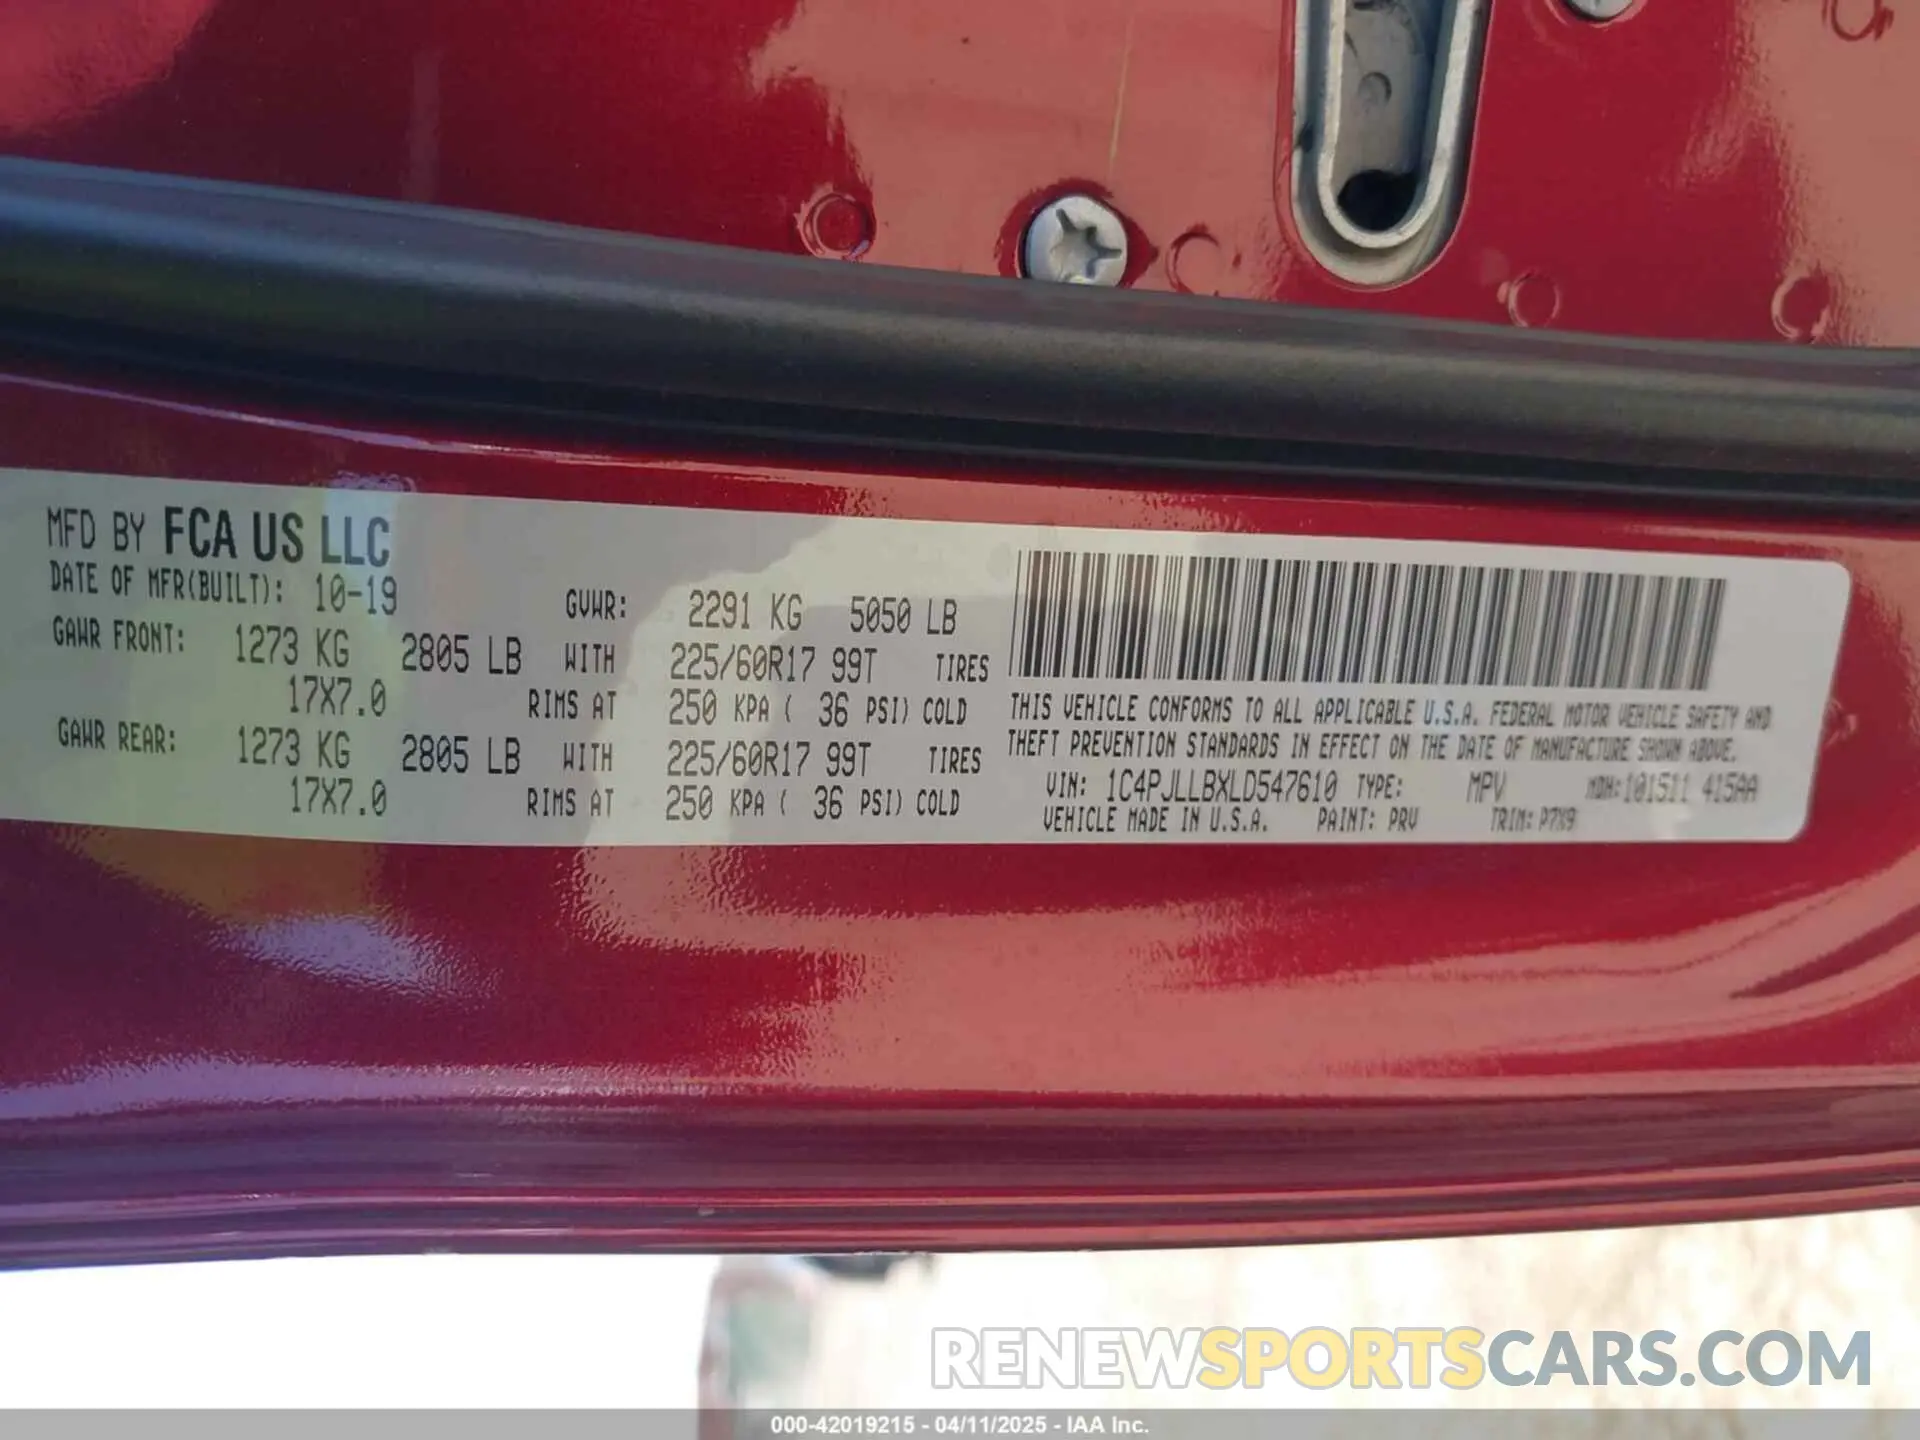 MFD BY FCA US LLC
DATE OF MFR(BUILT): 10-19
GVWR: 2291 KG 5050 LB
GAWR FRONT: 1273 KG 2805 LB WITH 225/60R17 99T TIRES
17X7.0 RIMS AT 250 KPA ( 36 PSI) COLD
GAWR REAR: 1273 KG 2805 LB WITH 225/60R17 99T TIRES
17X7.0 RIMS AT 250 KPA ( 36 PSI) COLD
THIS VEHICLE CONFORMS TO ALL APPLICABLE U.S.A. FEDERAL MOTOR VEHICLE SAFETY AND
THEFT PREVENTION STANDARDS IN EFFECT ON THE DATE OF MANUFACTURE SHOWN ABOVE.
VIN: 1C4PJLLBXLD547610 TYPE: MPV MDH:101511 415AA
VEHICLE MADE IN U.S.A. PAINT: PRV TRIM: P7X9
RENEWSPORTSCARS.COM
000-42019215 - 04/11/2025 - IAA Inc.